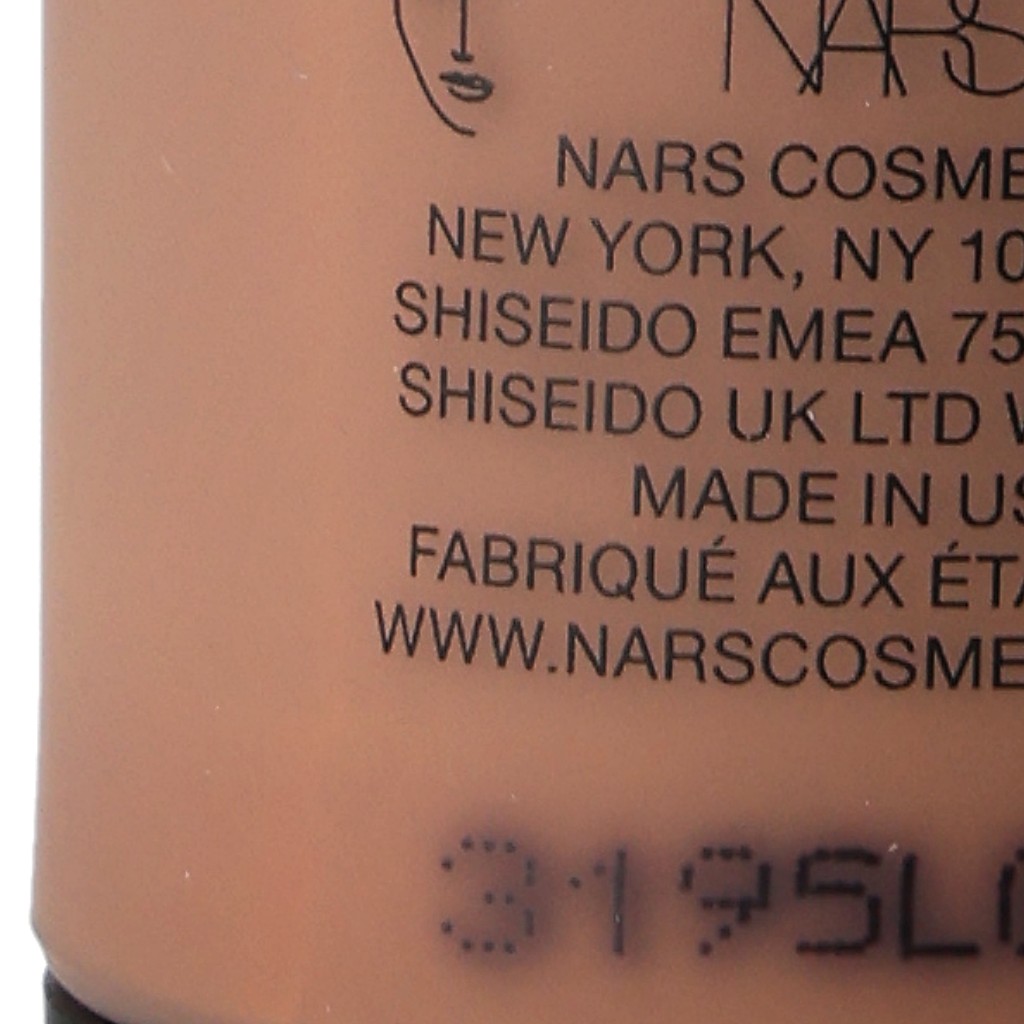 NARS
NARS COSME
NEW YORK, NY 10
SHISEIDO EMEA 75
SHISEIDO UK LTD W
MADE IN US
FABRIQUÉ AUX ÉTA
WWW.NARSCOSME